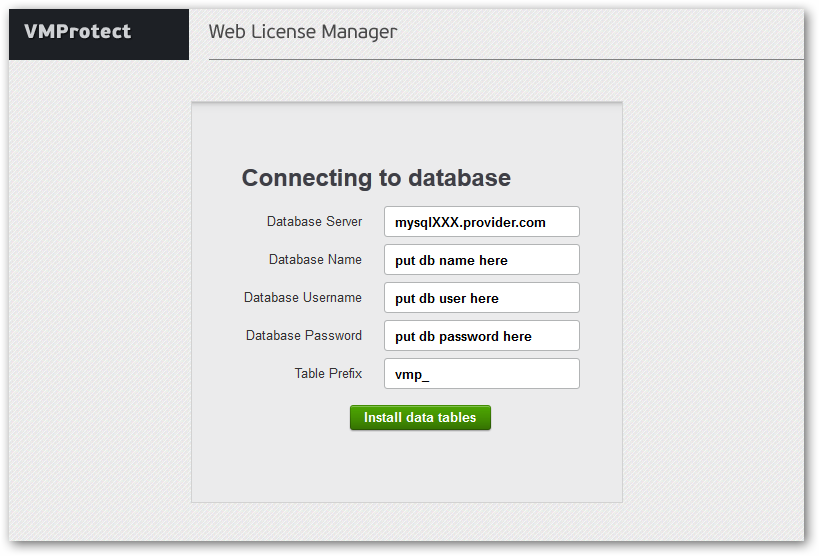 VMProtect
Web License Manager
Connecting to database
Database Server mysqlXXX.provider.com
Database Name put db name here
Database Username put db user here
Database Password put db password here
Table Prefix vmp_
Install data tables